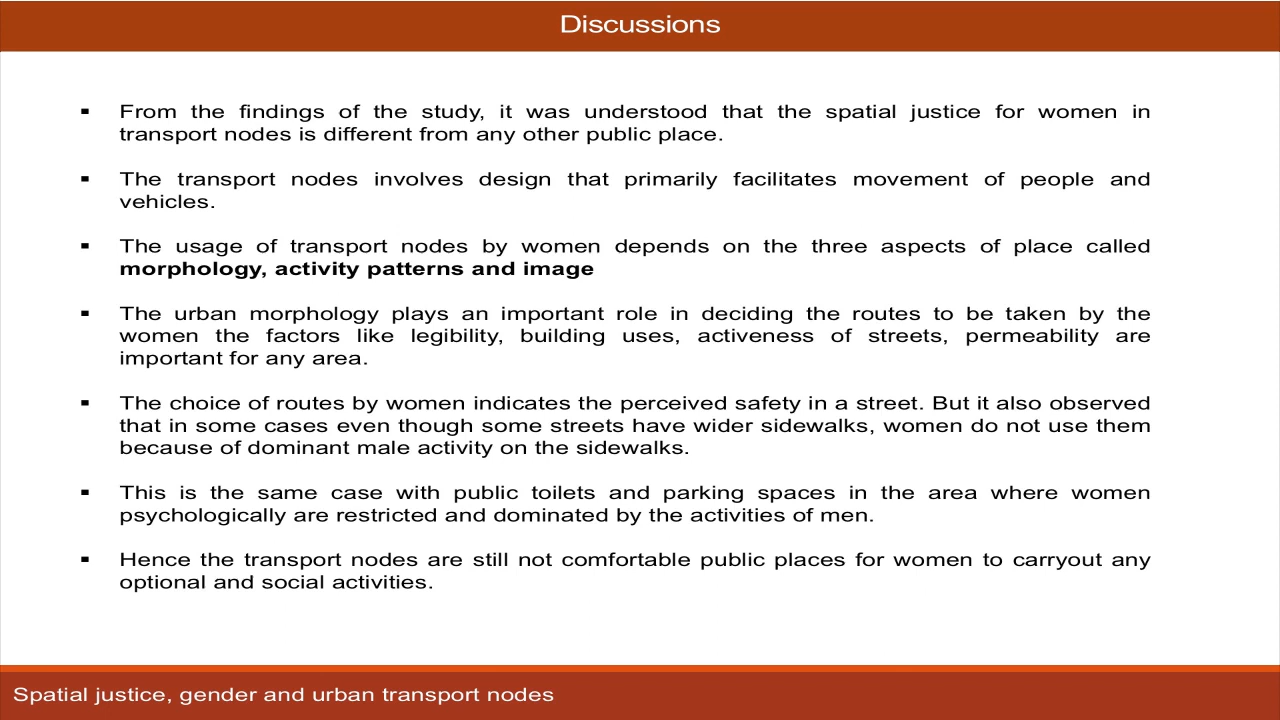 Discussions
▪ From the findings of the study, it was understood that the spatial justice for women in
transport nodes is different from any other public place.
▪ The transport nodes involves design that primarily facilitates movement of people and
vehicles.
▪ The usage of transport nodes by women depends on the three aspects of place called
morphology, activity patterns and image
▪ The urban morphology plays an important role in deciding the routes to be taken by the
women the factors like legibility, building uses, activeness of streets, permeability are
important for any area.
▪ The choice of routes by women indicates the perceived safety in a street. But it also observed
that in some cases even though some streets have wider sidewalks, women do not use them
because of dominant male activity on the sidewalks.
▪ This is the same case with public toilets and parking spaces in the area where women
psychologically are restricted and dominated by the activities of men.
▪ Hence the transport nodes are still not comfortable public places for women to carryout any
optional and social activities.
Spatial justice, gender and urban transport nodes